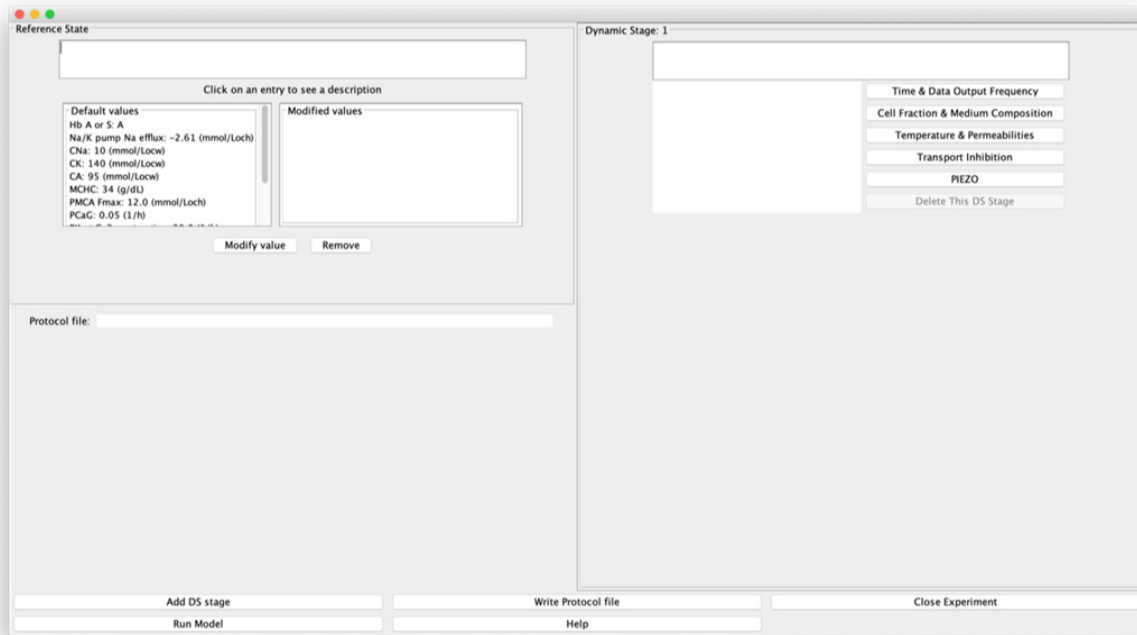 Reference State
Click on an entry to see a description
Default values
Hb A or S: A
Na/K pump Na efflux: -2.61 (mmol/Loch)
CNa: 10 (mmol/Locw)
CK: 140 (mmol/Locw)
CA: 95 (mmol/Locw)
MCHC: 34 (g/dL)
PMCA Fmax: 12.0 (mmol/Loch)
PCaG: 0.05 (1/h)
Modified values
Modify value
Remove
Protocol file:
Dynamic Stage: 1
Time & Data Output Frequency
Cell Fraction & Medium Composition
Temperature & Permeabilities
Transport Inhibition
PIEZO
Delete This DS Stage
Add DS stage
Write Protocol file
Close Experiment
Run Model
Help